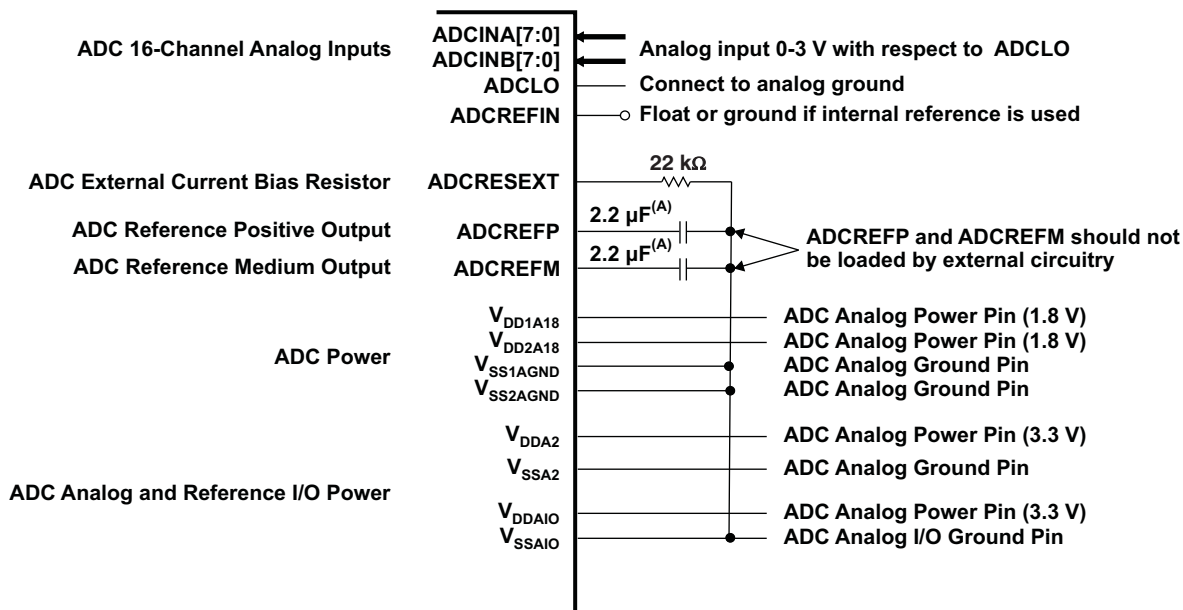 ADC 16-Channel Analog Inputs
ADCINA[7:0]
ADCINB[7:0]
Analog input 0-3 V with respect to ADCLO
ADCLO
Connect to analog ground
ADCREFIN
Float or ground if internal reference is used
22 kΩ
ADC External Current Bias Resistor
ADCRESEXT
2.2 μF(A)
ADC Reference Positive Output
ADCREFP
2.2 μF(A)
ADC Reference Medium Output
ADCREFM
ADCREFP and ADCREFM should not
be loaded by external circuitry
ADC Power
VDD1A18
ADC Analog Power Pin (1.8 V)
VDD2A18
ADC Analog Power Pin (1.8 V)
VSS1AGND
ADC Analog Ground Pin
VSS2AGND
ADC Analog Ground Pin
ADC Analog and Reference I/O Power
VDDA2
ADC Analog Power Pin (3.3 V)
VSSA2
ADC Analog Ground Pin
VDDAIO
ADC Analog Power Pin (3.3 V)
VSSAIO
ADC Analog I/O Ground Pin